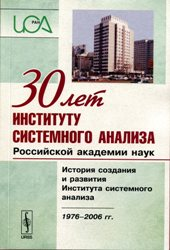 РАН
ИСА
30 лет
ИНСТИТУТУ
СИСТЕМНОГО АНАЛИЗА
Российской академии наук
История создания
и развития
Института системного
анализа
1976–2006 гг.
URSS